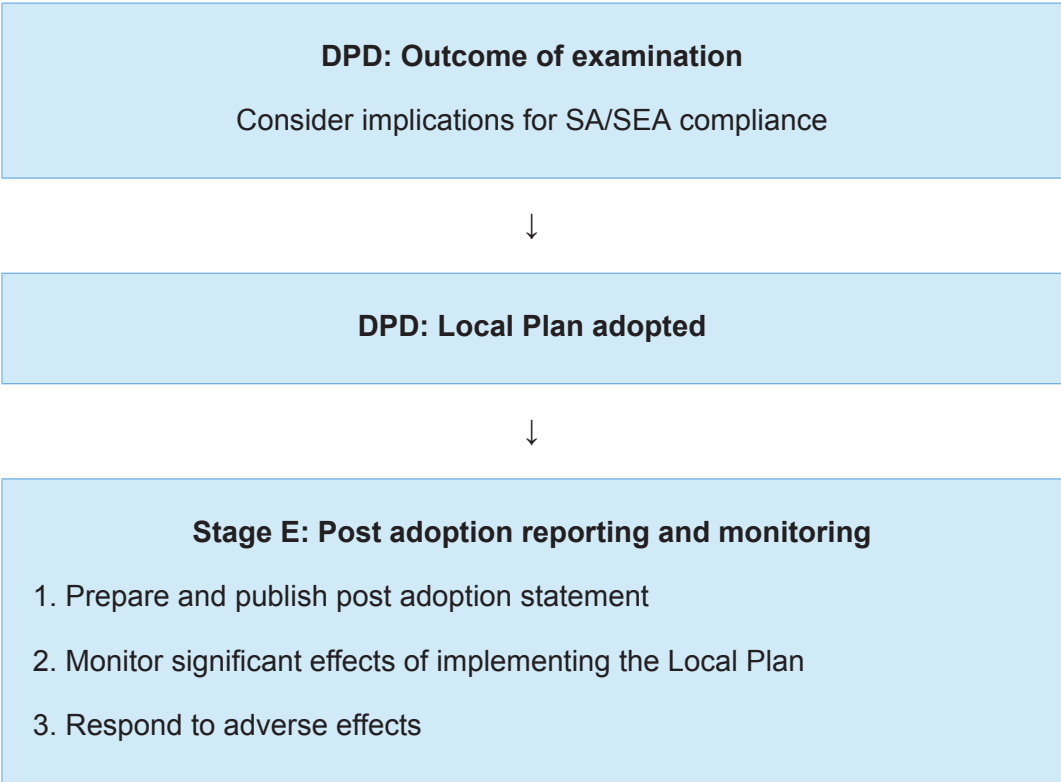 DPD: Outcome of examination
Consider implications for SA/SEA compliance
↓
DPD: Local Plan adopted
↓
Stage E: Post adoption reporting and monitoring
1. Prepare and publish post adoption statement
2. Monitor significant effects of implementing the Local Plan
3. Respond to adverse effects